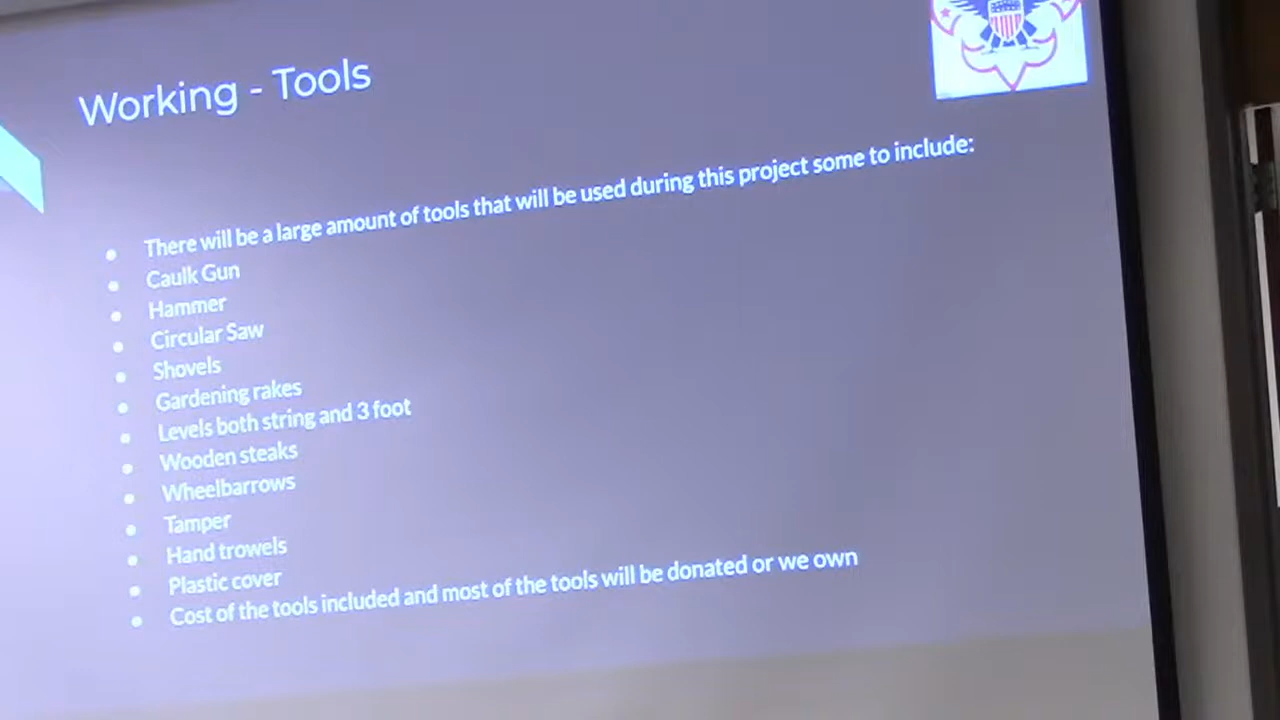 Working - Tools
There will be a large amount of tools that will be used during this project some to include:
Caulk Gun
Hammer
Circular Saw
Shovels
Gardening rakes
Levels both string and 3 foot
Wooden steaks
Wheelbarrows
Tamper
Hand trowels
Plastic cover
Cost of the tools included and most of the tools will be donated or we own